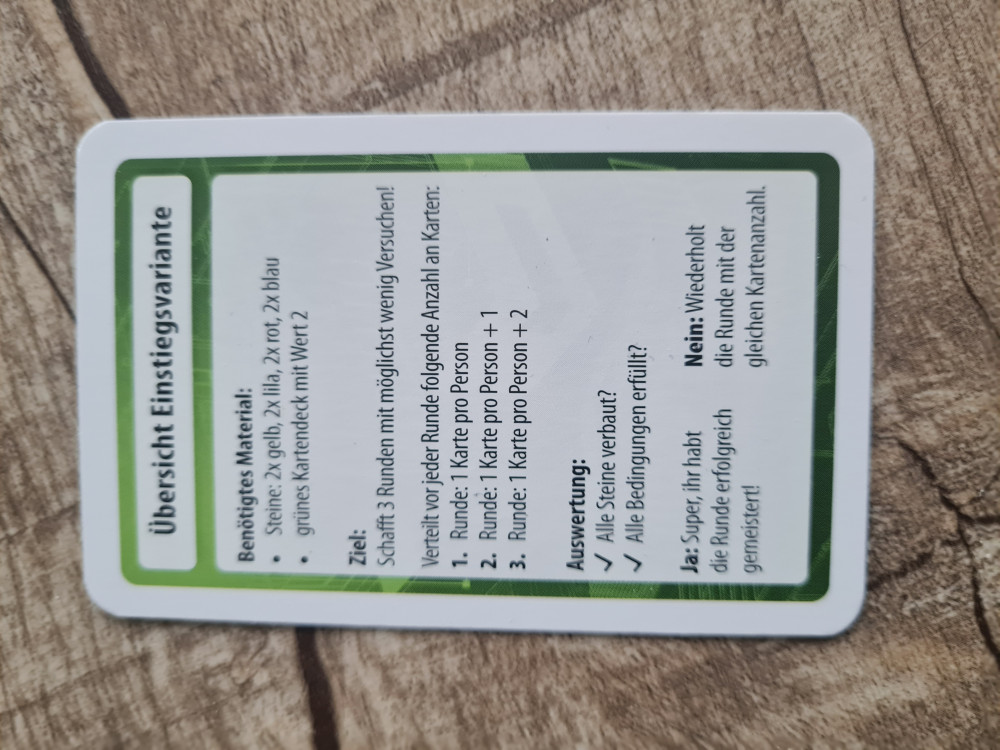 Übersicht Einstiegsvariante
Benötigtes Material:
• Steine: 2x gelb, 2x lila, 2x rot, 2x blau
• grünes Kartendeck mit Wert 2
Ziel:
Schafft 3 Runden mit möglichst wenig Versuchen!
Verteilt vor jeder Runde folgende Anzahl an Karten:
1. Runde: 1 Karte pro Person
2. Runde: 1 Karte pro Person + 1
3. Runde: 1 Karte pro Person + 2
Auswertung:
✓ Alle Steine verbaut?
✓ Alle Bedingungen erfüllt?
Ja: Super, ihr habt
die Runde erfolgreich
gemeistert!
Nein: Wiederholt
die Runde mit der
gleichen Kartenanzahl.